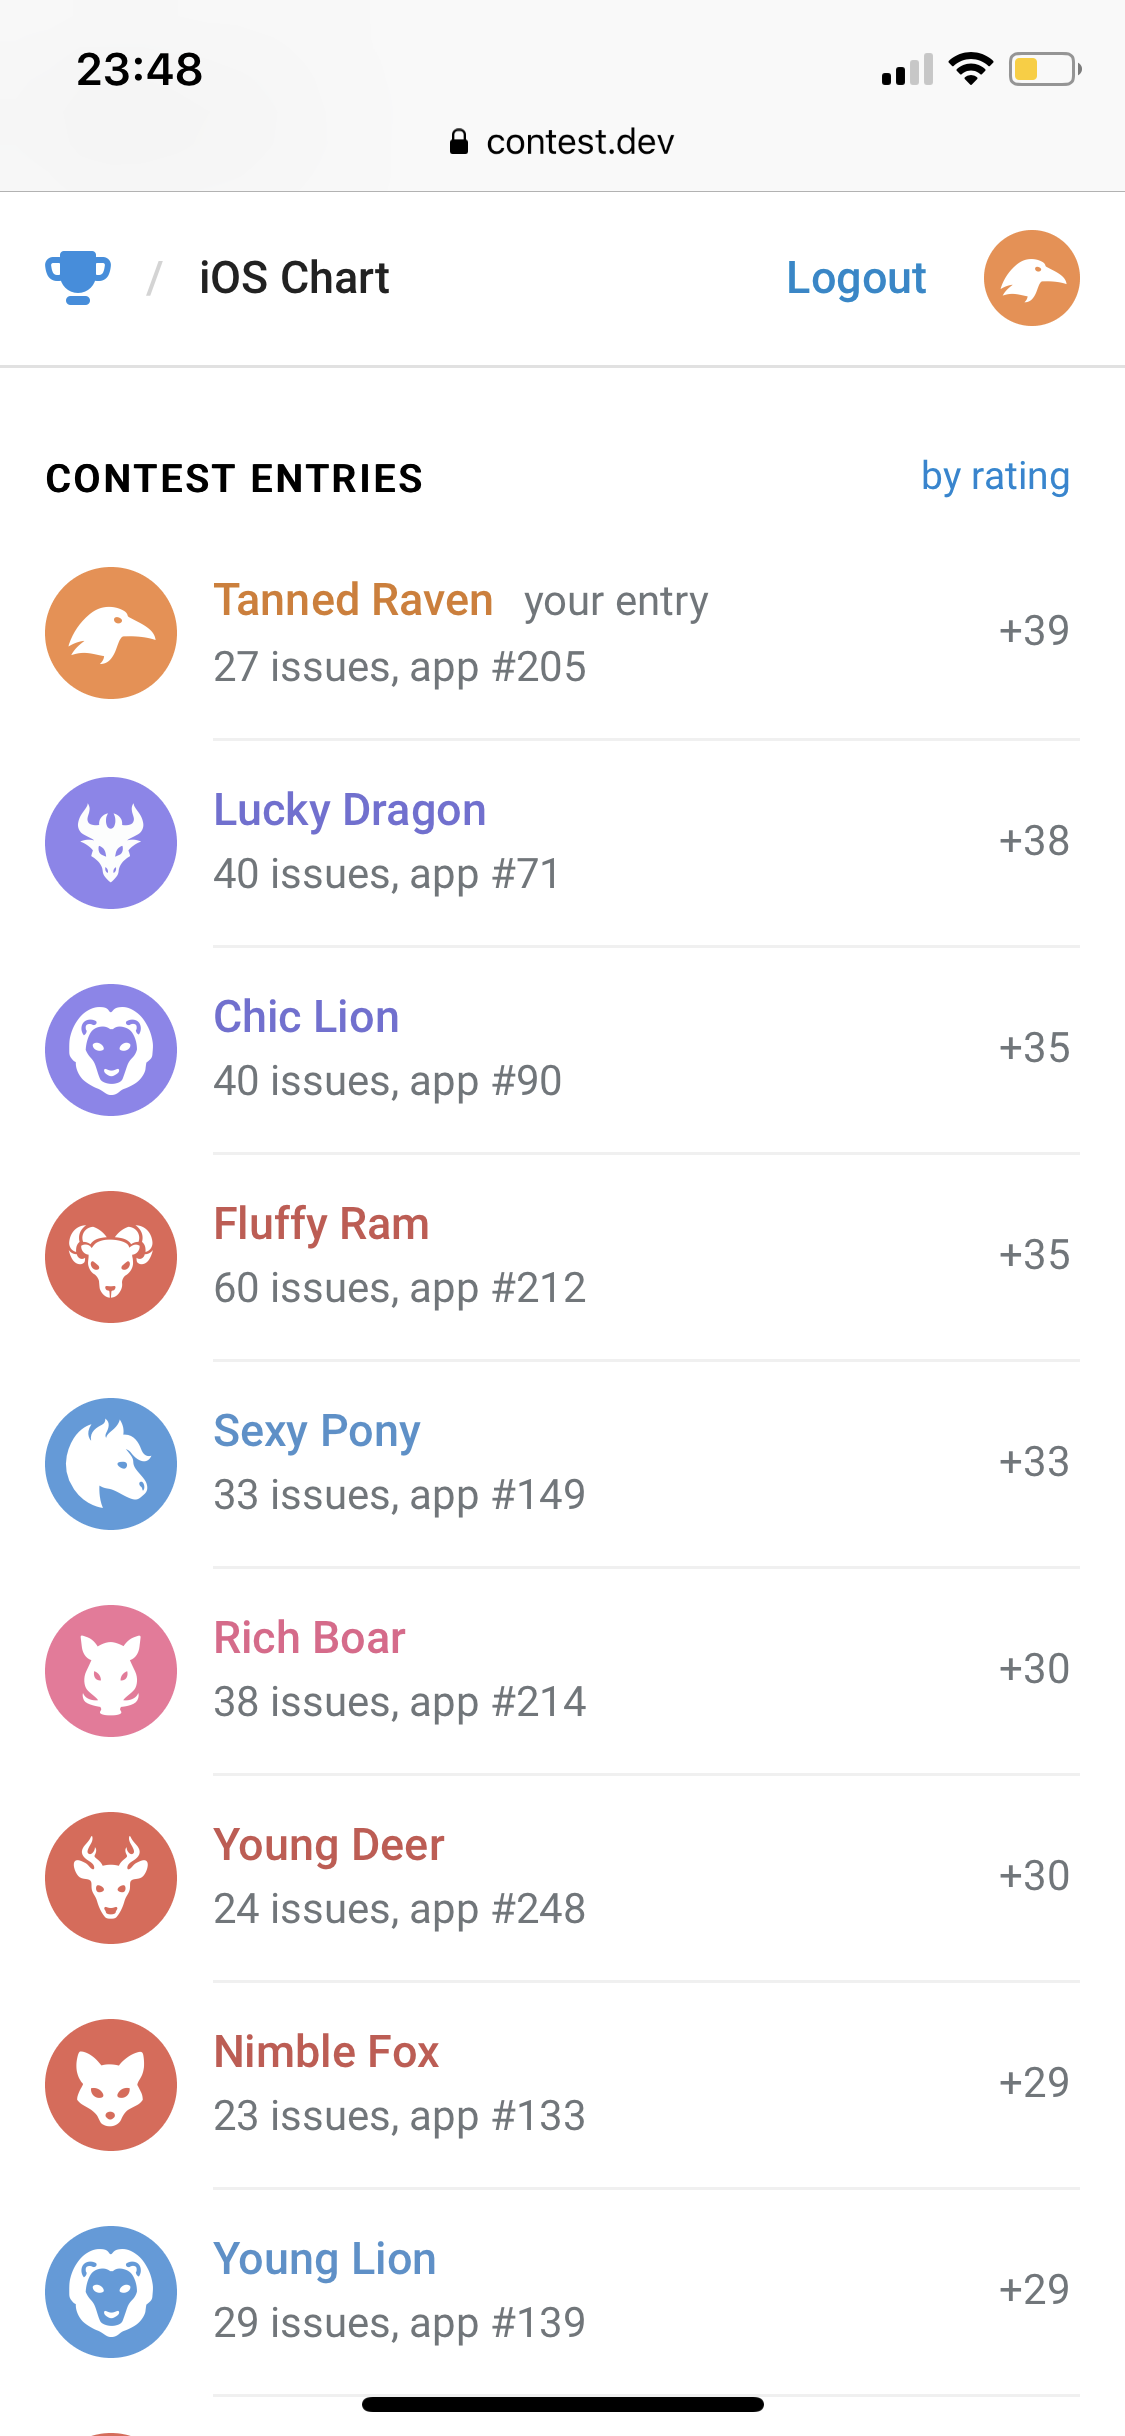 23:48
contest.dev
/ iOS Chart Logout
CONTEST ENTRIES by rating
Tanned Raven your entry
27 issues, app #205
+39
Lucky Dragon
40 issues, app #71
+38
Chic Lion
40 issues, app #90
+35
Fluffy Ram
60 issues, app #212
+35
Sexy Pony
33 issues, app #149
+33
Rich Boar
38 issues, app #214
+30
Young Deer
24 issues, app #248
+30
Nimble Fox
23 issues, app #133
+29
Young Lion
29 issues, app #139
+29